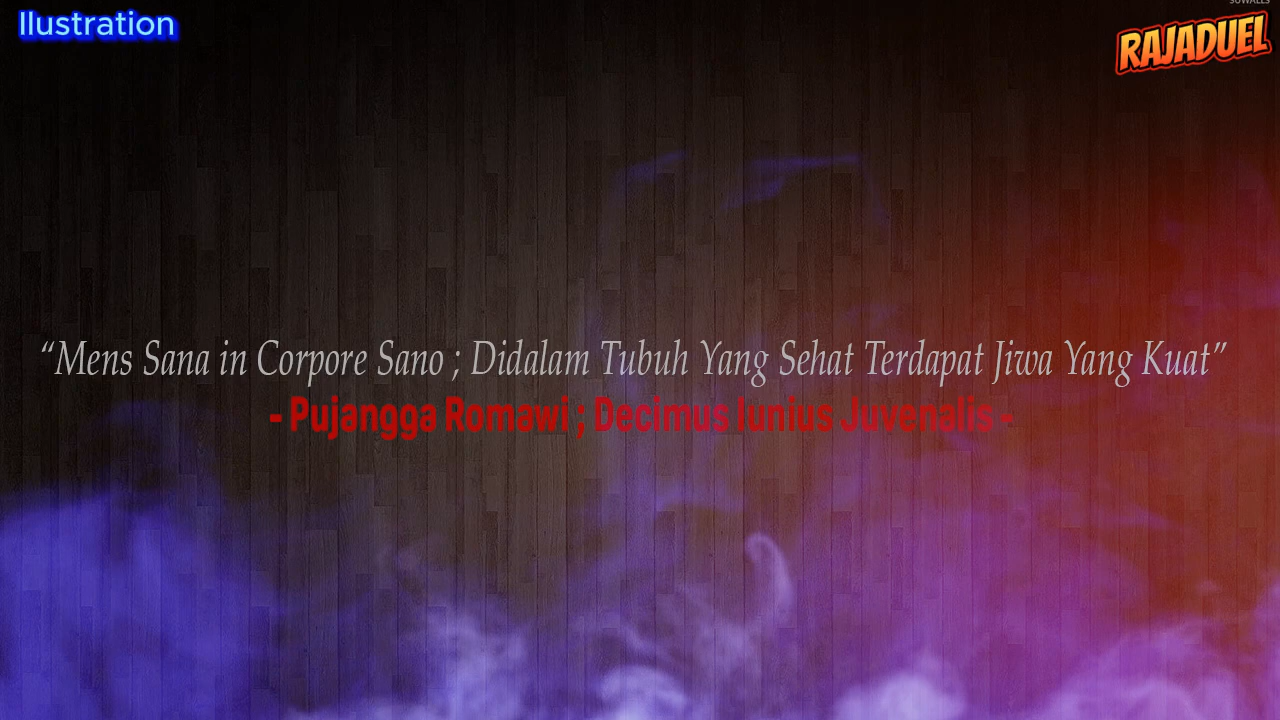 Ilustration
RAJADUEL
“Mens Sana in Corpore Sano ; Didalam Tubuh Yang Sehat Terdapat Jiwa Yang Kuat”
- Pujangga Romawi ; Decimus Iunius Juvenalis -